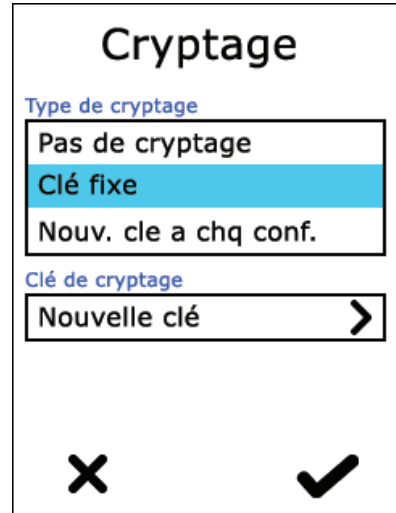 Cryptage
Type de cryptage
Pas de cryptage
Clé fixe
Nouv. cle a chq conf.
Clé de cryptage
Nouvelle clé